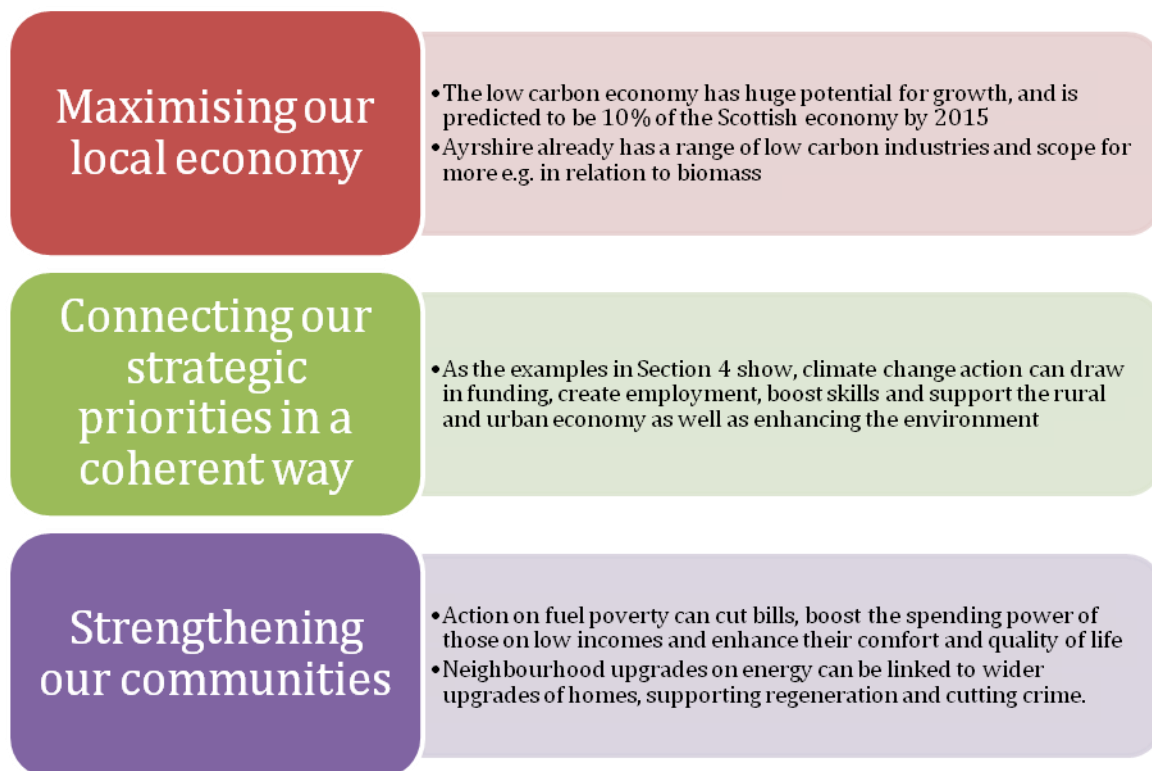 Maximising our
local economy
•The low carbon economy has huge potential for growth, and is
predicted to be 10% of the Scottish economy by 2015
•Ayrshire already has a range of low carbon industries and scope for
more e.g. in relation to biomass
Connecting our
strategic
priorities in a
coherent way
•As the examples in Section 4 show, climate change action can draw
in funding, create employment, boost skills and support the rural
and urban economy as well as enhancing the environment
Strengthening
our communities
•Action on fuel poverty can cut bills, boost the spending power of
those on low incomes and enhance their comfort and quality of life
•Neighbourhood upgrades on energy can be linked to wider
upgrades of homes, supporting regeneration and cutting crime.